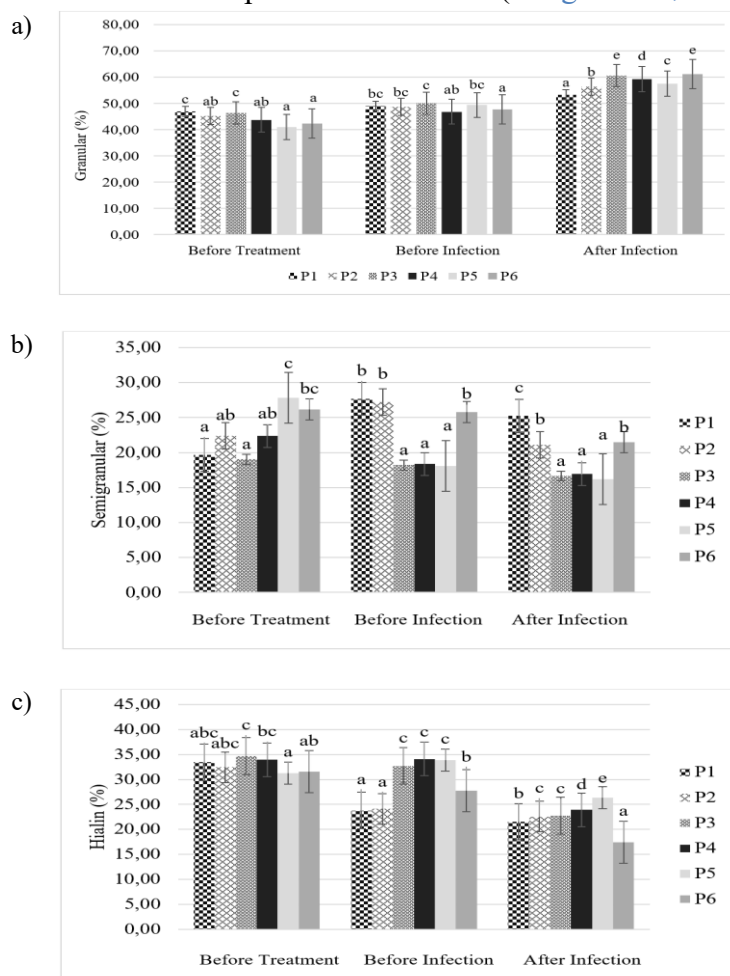 a)
80,00
70,00
60,00
50,00
40,00
30,00
20,00
10,00
0,00
Granular (%)
c ab c ab a a
bc bc c ab bc a
a b e d c e
Before Treatment Before Infection After Infection
P1 P2 P3 P4 P5 P6
b)
35,00
30,00
25,00
20,00
15,00
10,00
5,00
0,00
Semigranular (%)
a ab a ab c bc
b b a a a b
c b a a a b
Before Treatment Before Infection After Infection
P1
P2
P3
P4
P5
P6
c)
45,00
40,00
35,00
30,00
25,00
20,00
15,00
10,00
5,00
0,00
Hialin (%)
abc abc c bc a ab
a a c c c b
b c c d e a
Before Treatment Before Infection After Infection
P1
P2
P3
P4
P5
P6